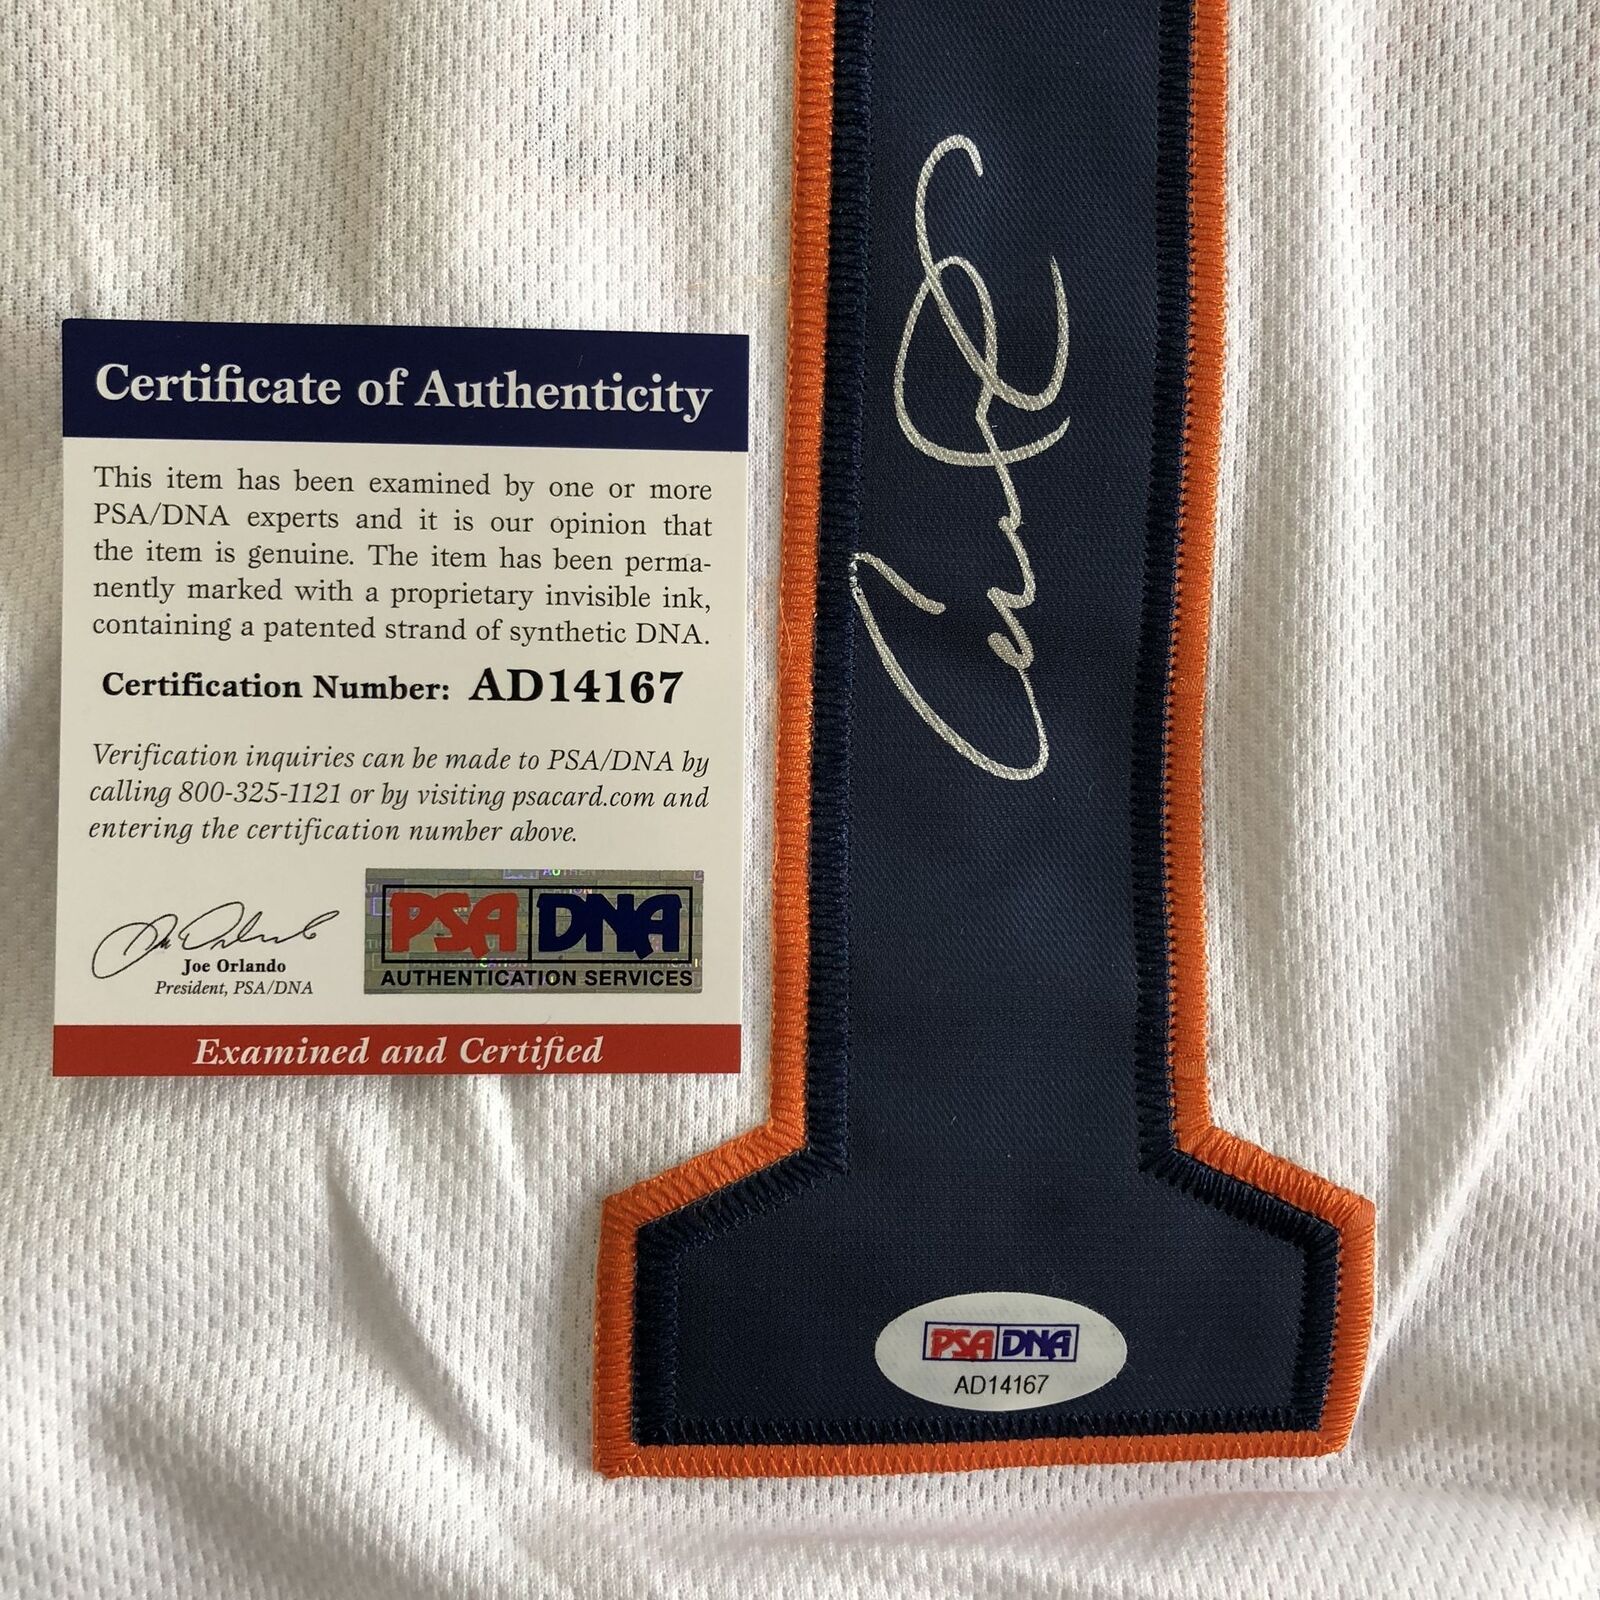 Certificate of Authenticity
This item has been examined by one or more
PSA/DNA experts and it is our opinion that
the item is genuine. The item has been perma-
nently marked with a proprietary invisible ink,
containing a patented strand of synthetic DNA.
Certification Number: AD14167
Verification inquiries can be made to PSA/DNA by
calling 800-325-1121 or by visiting psacard.com and
entering the certification number above.
Joe Orlando
President, PSA/DNA
PSA DNA
AUTHENTICATION SERVICES
Examined and Certified
PSA DNA
AD14167